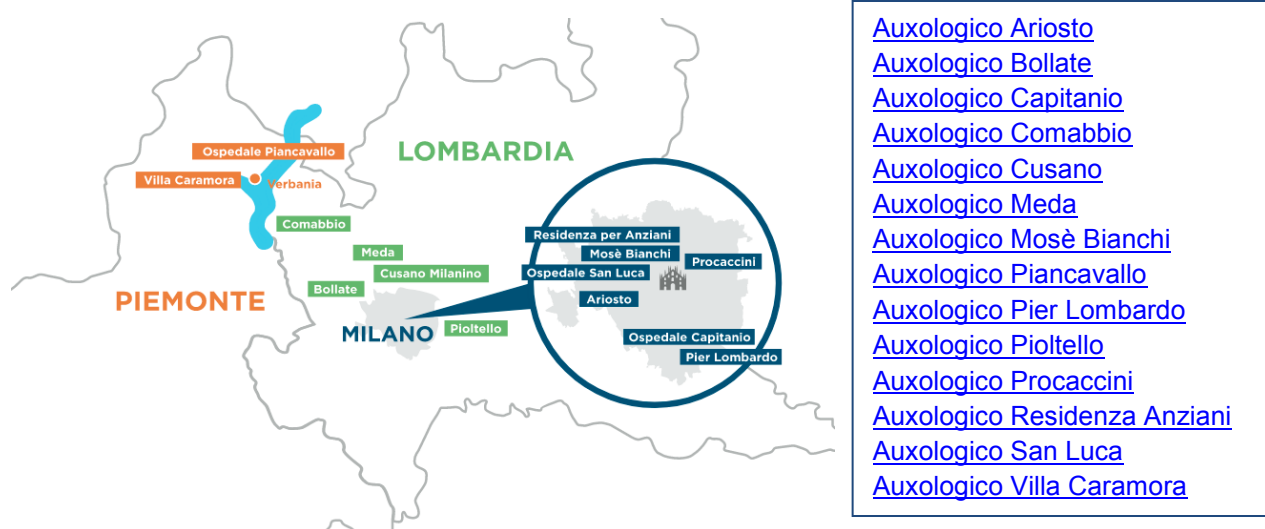 LOMBARDIA
Ospedale Piancavallo
Villa Caramora
Verbania
Comabbio
Meda
Cusano Milanino
Bollate
PIEMONTE
MILANO
Pioltello
Residenza per Anziani
Mosè Bianchi
Procaccini
Ospedale San Luca
Ariosto
Ospedale Capitanio
Pier Lombardo
Auxologico Ariosto
Auxologico Bollate
Auxologico Capitanio
Auxologico Comabbio
Auxologico Cusano
Auxologico Meda
Auxologico Mosè Bianchi
Auxologico Piancavallo
Auxologico Pier Lombardo
Auxologico Pioltello
Auxologico Procaccini
Auxologico Residenza Anziani
Auxologico San Luca
Auxologico Villa Caramora